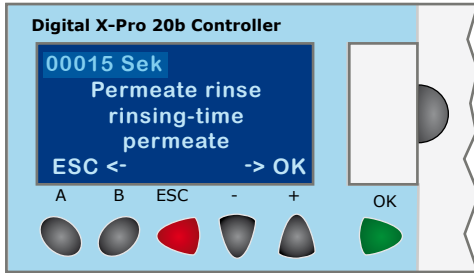 Digital X-Pro 20b Controller
00015 Sek
Permeate rinse
rinsing-time
permeate
ESC <- -> OK
A B ESC - + OK